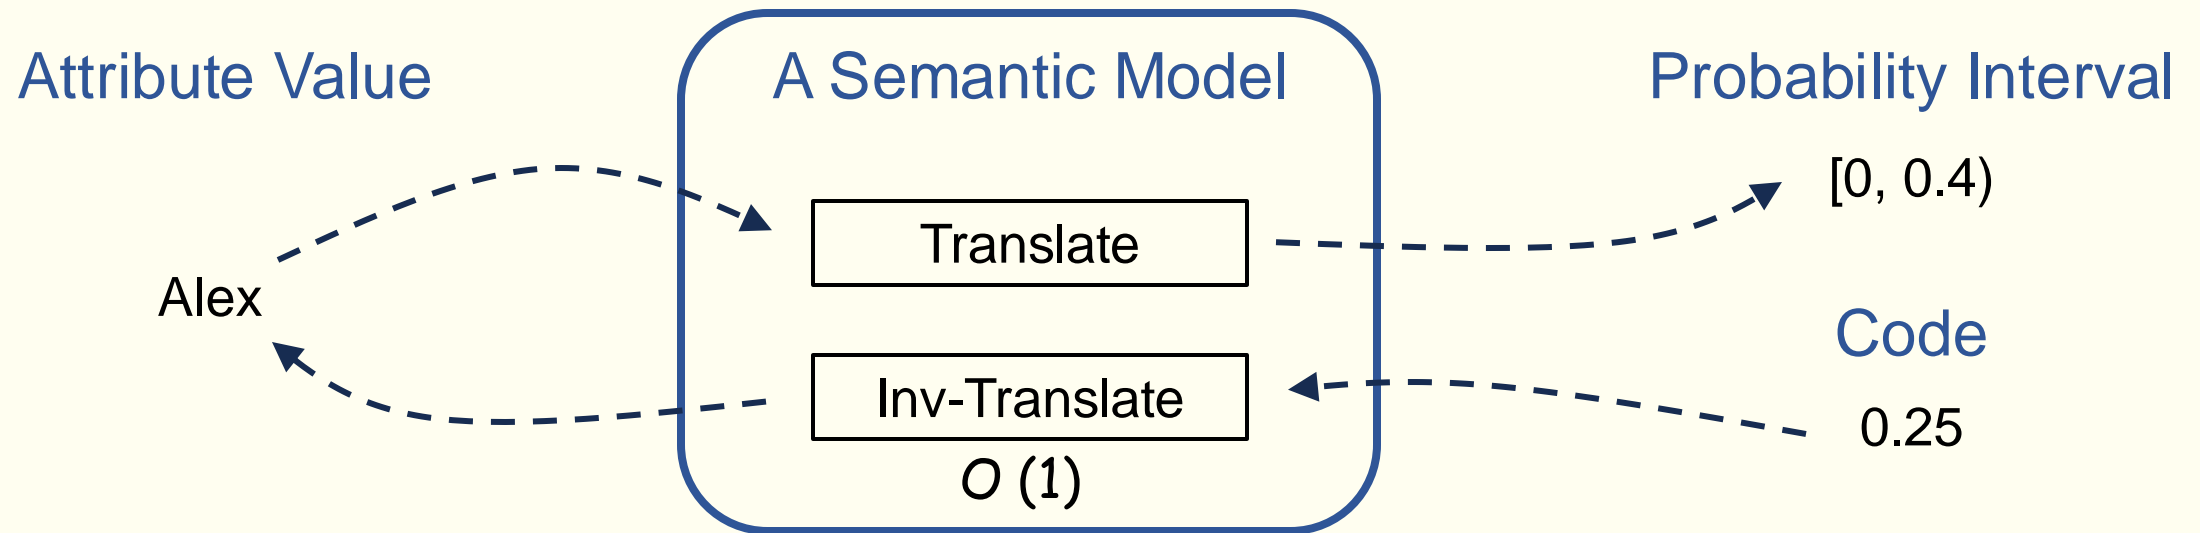 Attribute Value
A Semantic Model
Probability Interval
[0, 0.4)
Translate
Alex
Code
Inv-Translate
0.25
O (1)